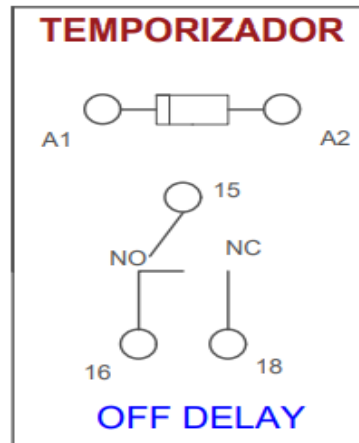 TEMPORIZADOR
A1 A2
15
NO NC
16 18
OFF DELAY